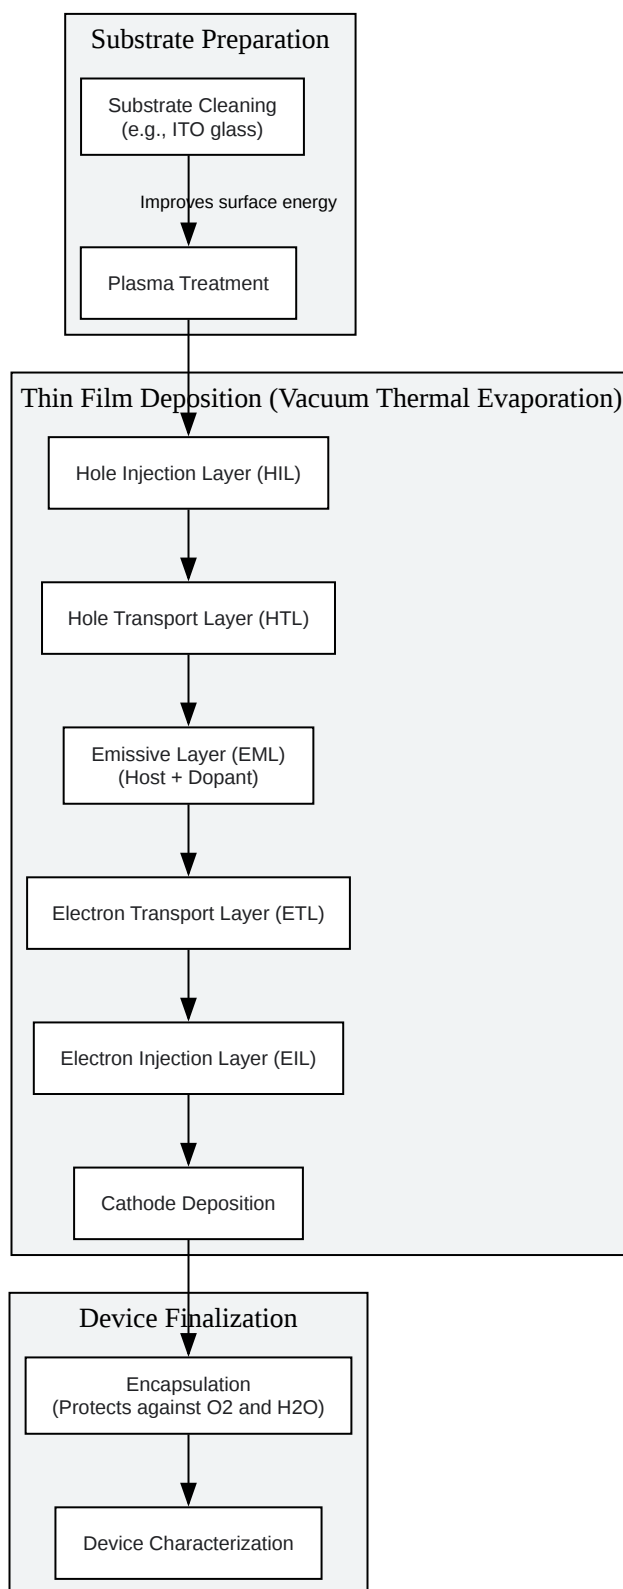 Substrate Preparation
Substrate Cleaning
(e.g., ITO glass)
Improves surface energy
Plasma Treatment
Thin Film Deposition (Vacuum Thermal Evaporation)
Hole Injection Layer (HIL)
Hole Transport Layer (HTL)
Emissive Layer (EML)
(Host + Dopant)
Electron Transport Layer (ETL)
Electron Injection Layer (EIL)
Cathode Deposition
Device Finalization
Encapsulation
(Protects against O2 and H2O)
Device Characterization